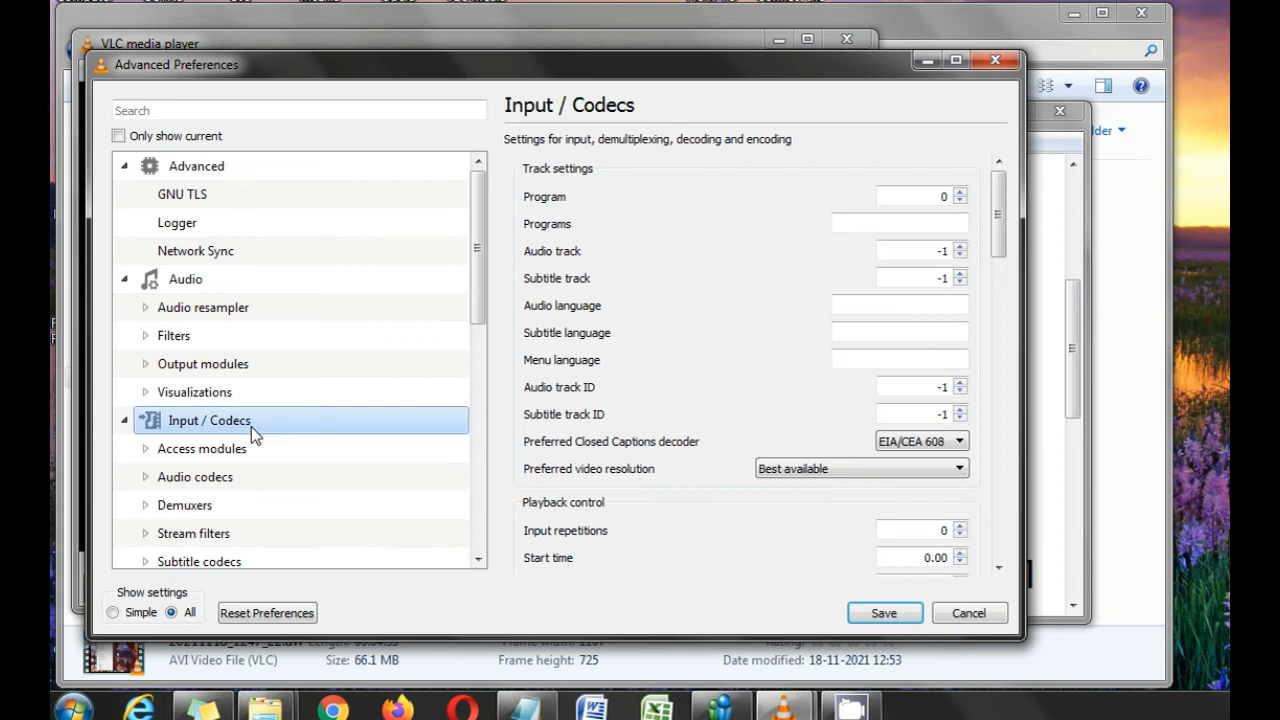 VLC media player
Advanced Preferences
Search
Only show current
Advanced
GNU TLS
Logger
Network Sync
Audio
Audio resampler
Filters
Output modules
Visualizations
Input / Codecs
Access modules
Audio codecs
Demuxers
Stream filters
Subtitle codecs
Show settings
Simple
All
Reset Preferences
Input / Codecs
Settings for input, demultiplexing, decoding and encoding
Track settings
Program 0
Programs
Audio track -1
Subtitle track -1
Audio language
Subtitle language
Menu language
Audio track ID -1
Subtitle track ID -1
Preferred Closed Captions decoder EIA/CEA 608
Preferred video resolution Best available
Playback control
Input repetitions 0
Start time 0.00
Save
Cancel
AVI Video File (VLC)
Size: 66.1 MB
Frame height: 725
Date modified: 18-11-2021 12:53